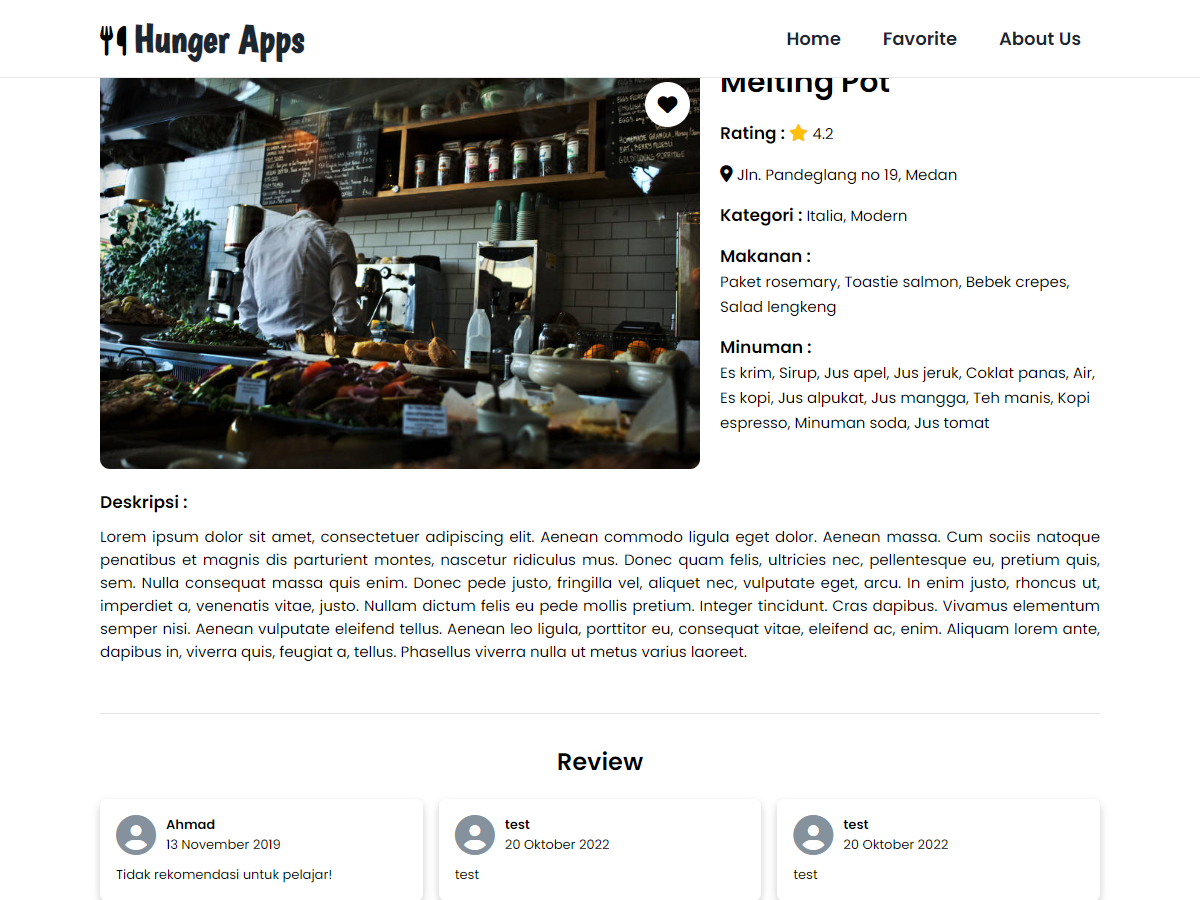 Hunger Apps
Home
Favorite
About Us
Melting Pot
Rating : 4.2
Jln. Pandeglang no 19, Medan
Kategori : Italia, Modern
Makanan :
Paket rosemary, Toastie salmon, Bebek crepes,
Salad lengkeng
Minuman :
Es krim, Sirup, Jus apel, Jus jeruk, Coklat panas, Air,
Es kopi, Jus alpukat, Jus mangga, Teh manis, Kopi
espresso, Minuman soda, Jus tomat
Deskripsi :
Lorem ipsum dolor sit amet, consectetuer adipiscing elit. Aenean commodo ligula eget dolor. Aenean massa. Cum sociis natoque
penatibus et magnis dis parturient montes, nascetur ridiculus mus. Donec quam felis, ultricies nec, pellentesque eu, pretium quis,
sem. Nulla consequat massa quis enim. Donec pede justo, fringilla vel, aliquet nec, vulputate eget, arcu. In enim justo, rhoncus ut,
imperdiet a, venenatis vitae, justo. Nullam dictum felis eu pede mollis pretium. Integer tincidunt. Cras dapibus. Vivamus elementum
semper nisi. Aenean vulputate eleifend tellus. Aenean leo ligula, porttitor eu, consequat vitae, eleifend ac, enim. Aliquam lorem ante,
dapibus in, viverra quis, feugiat a, tellus. Phasellus viverra nulla ut metus varius laoreet.
Review
Ahmad
13 November 2019
Tidak rekomendasi untuk pelajar!
test
20 Oktober 2022
test
test
20 Oktober 2022
test